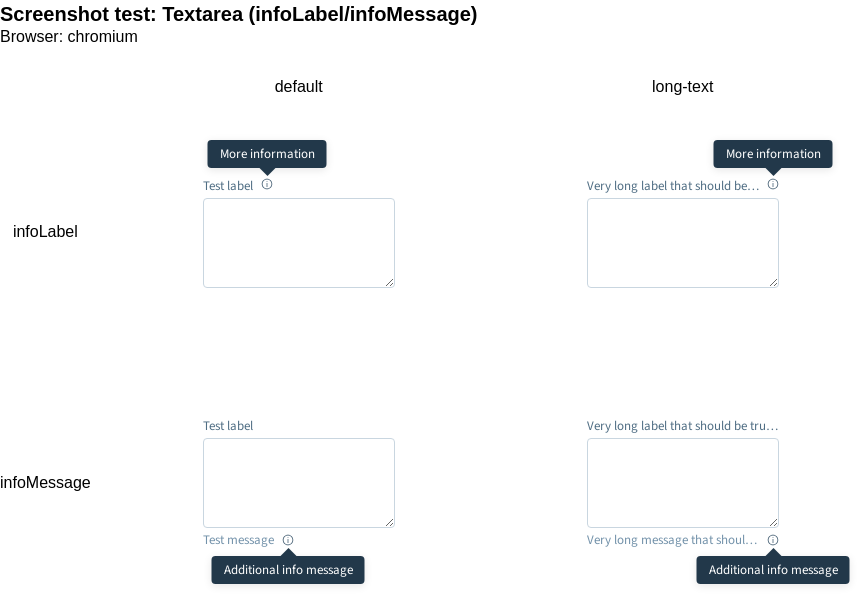 Screenshot test: Textarea (infoLabel/infoMessage)
Browser: chromium
default long-text
More information More information
Test label Very long label that should be…
infoLabel
Test label Very long label that should be tru…
infoMessage
Test message Very long message that shoul…
Additional info message Additional info message